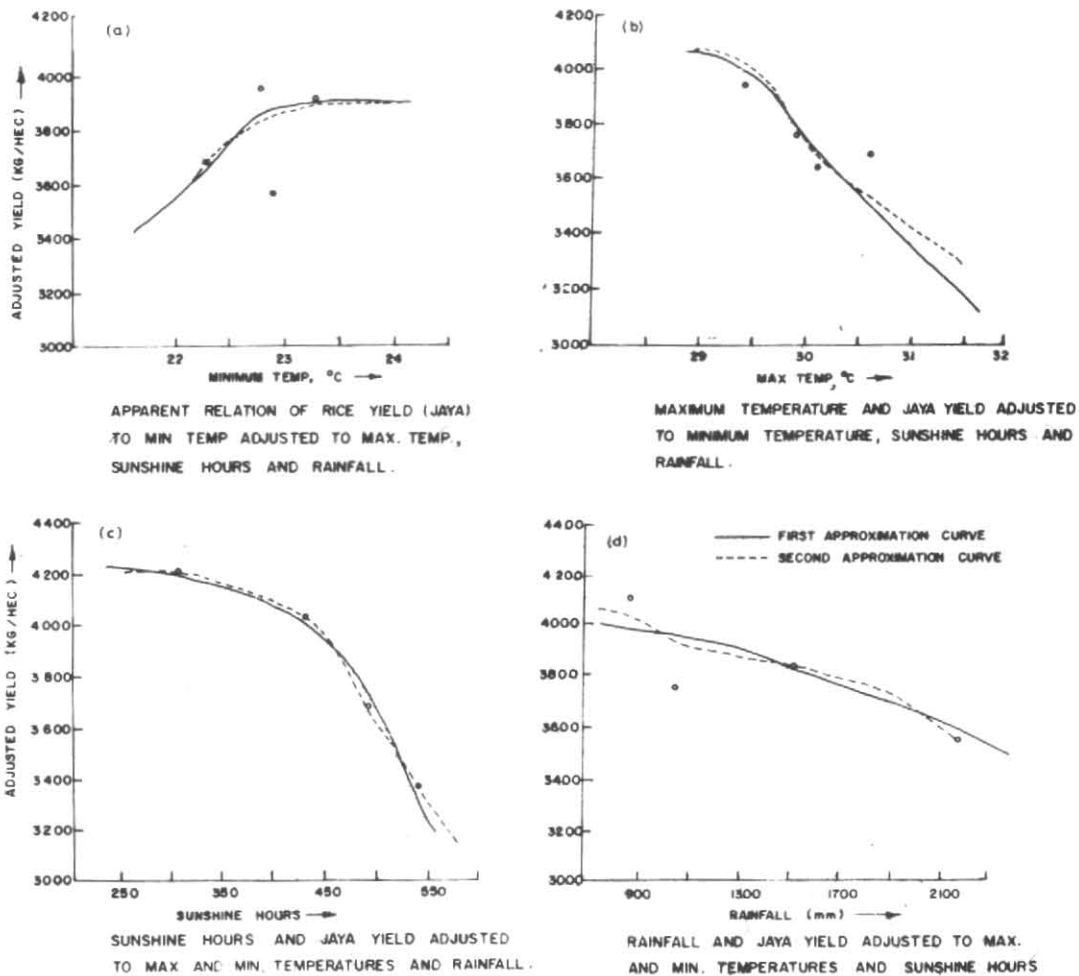 (a)
4200
4000
3800
3600
3400
3200
3000
ADJUSTED YIELD (KG/HEC)
22 23 24
MINIMUM TEMP, °C
APPARENT RELATION OF RICE YIELD (JAYA)
TO MIN TEMP ADJUSTED TO MAX. TEMP.,
SUNSHINE HOURS AND RAINFALL.
(b)
4200
4000
3800
3600
3400
3200
3000
29 30 31 32
MAX TEMP, °C
MAXIMUM TEMPERATURE AND JAYA YIELD ADJUSTED
TO MINIMUM TEMPERATURE, SUNSHINE HOURS AND
RAINFALL.
(c)
4400
4200
4000
3800
3600
3400
3200
3000
ADJUSTED YIELD (KG/HEC)
250 350 450 550
SUNSHINE HOURS
SUNSHINE HOURS AND JAYA YIELD ADJUSTED
TO MAX AND MIN. TEMPERATURES AND RAINFALL.
(d)
FIRST APPROXIMATION CURVE
SECOND APPROXIMATION CURVE
4400
4200
4000
3800
3600
3400
3200
3000
900 1300 1700 2100
RAINFALL (mm)
RAINFALL AND JAYA YIELD ADJUSTED TO MAX.
AND MIN. TEMPERATURES AND SUNSHINE HOURS